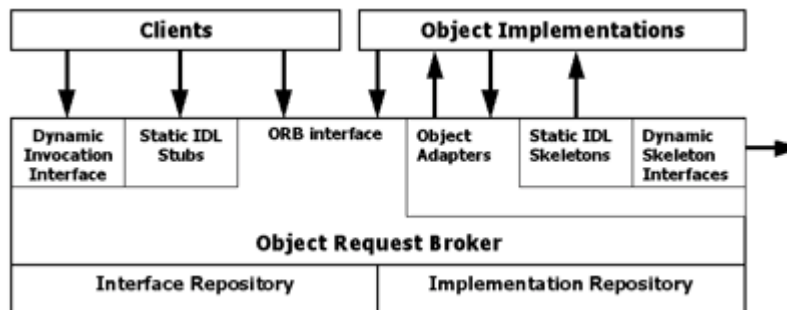 Clients
Object Implementations
Dynamic
Invocation
Interface
Static IDL
Stubs
ORB interface
Object
Adapters
Static IDL
Skeletons
Dynamic
Skeleton
Interfaces
Object Request Broker
Interface Repository
Implementation Repository